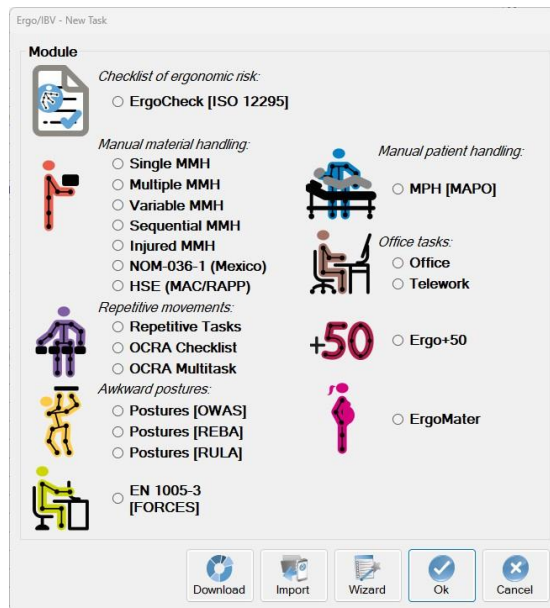 Ergo/IBV - New Task
Module
Checklist of ergonomic risk:
ErgoCheck [ISO 12295]
Manual material handling:
Single MMH
Multiple MMH
Variable MMH
Sequential MMH
Injured MMH
NOM-036-1 (Mexico)
HSE (MAC/RAPP)
Repetitive movements:
Repetitive Tasks
OCRA Checklist
OCRA Multitask
Awkward postures:
Postures [OWAS]
Postures [REBA]
Postures [RULA]
EN 1005-3
[FORCES]
Manual patient handling:
MPH [MAPO]
Office tasks:
Office
Telework
+50
Ergo+50
ErgoMater
Download
Import
Wizard
Ok
Cancel